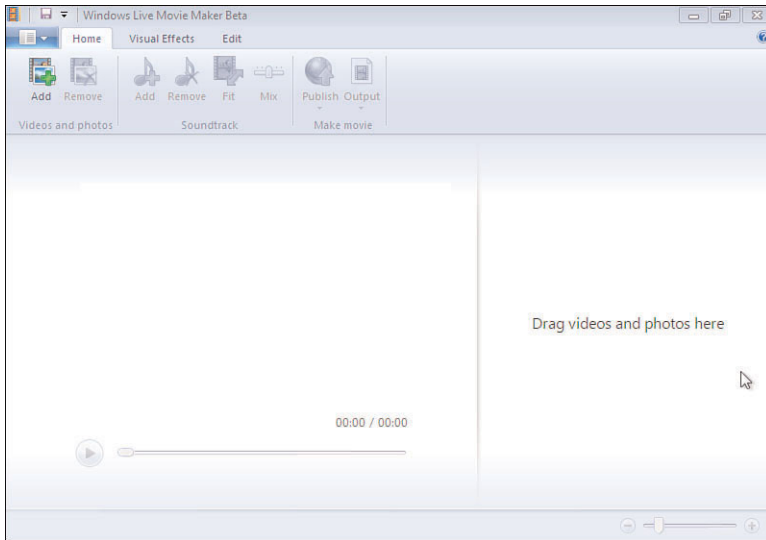 Windows Live Movie Maker Beta
Home Visual Effects Edit
Add Remove Add Remove Fit Mix Publish Output
Videos and photos Soundtrack Make movie
Drag videos and photos here
00:00 / 00:00